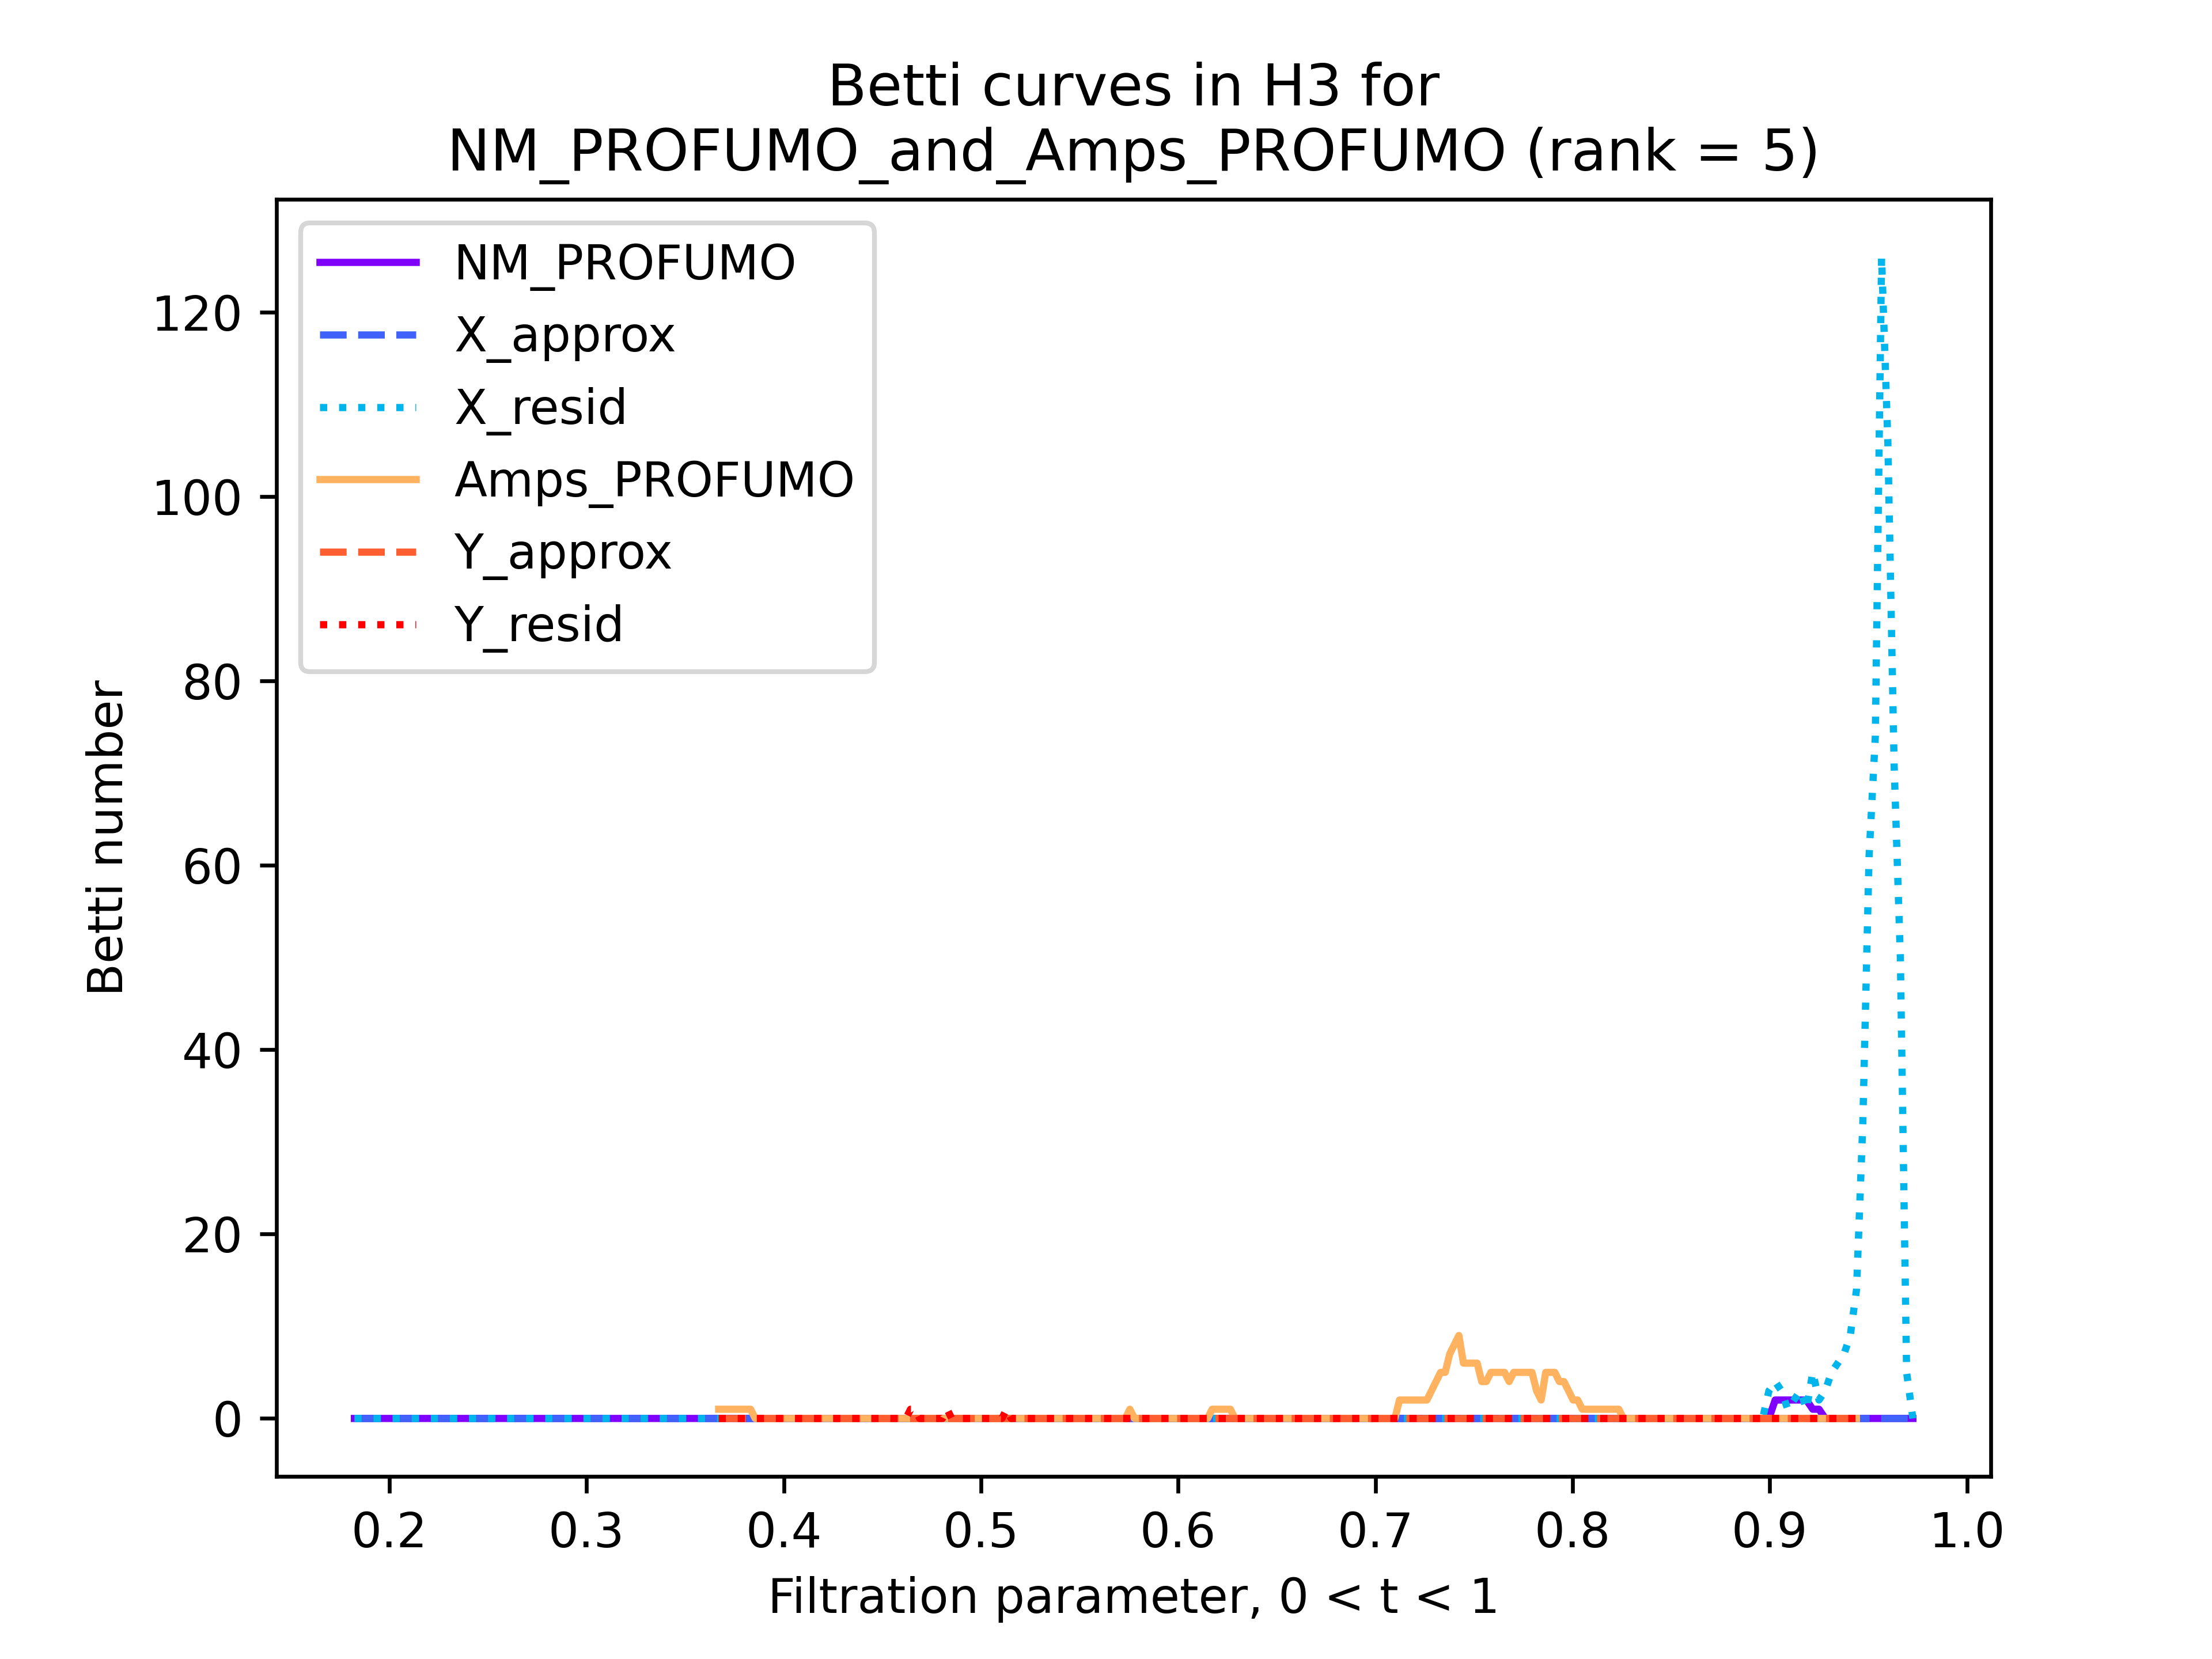 Betti curves in H3 for
NM_PROFUMO_and_Amps_PROFUMO (rank = 5)
NM_PROFUMO
X_approx
X_resid
Amps_PROFUMO
Y_approx
Y_resid
120
100
80
60
40
20
0
Betti number
0.2 0.3 0.4 0.5 0.6 0.7 0.8 0.9 1.0
Filtration parameter, 0 < t < 1